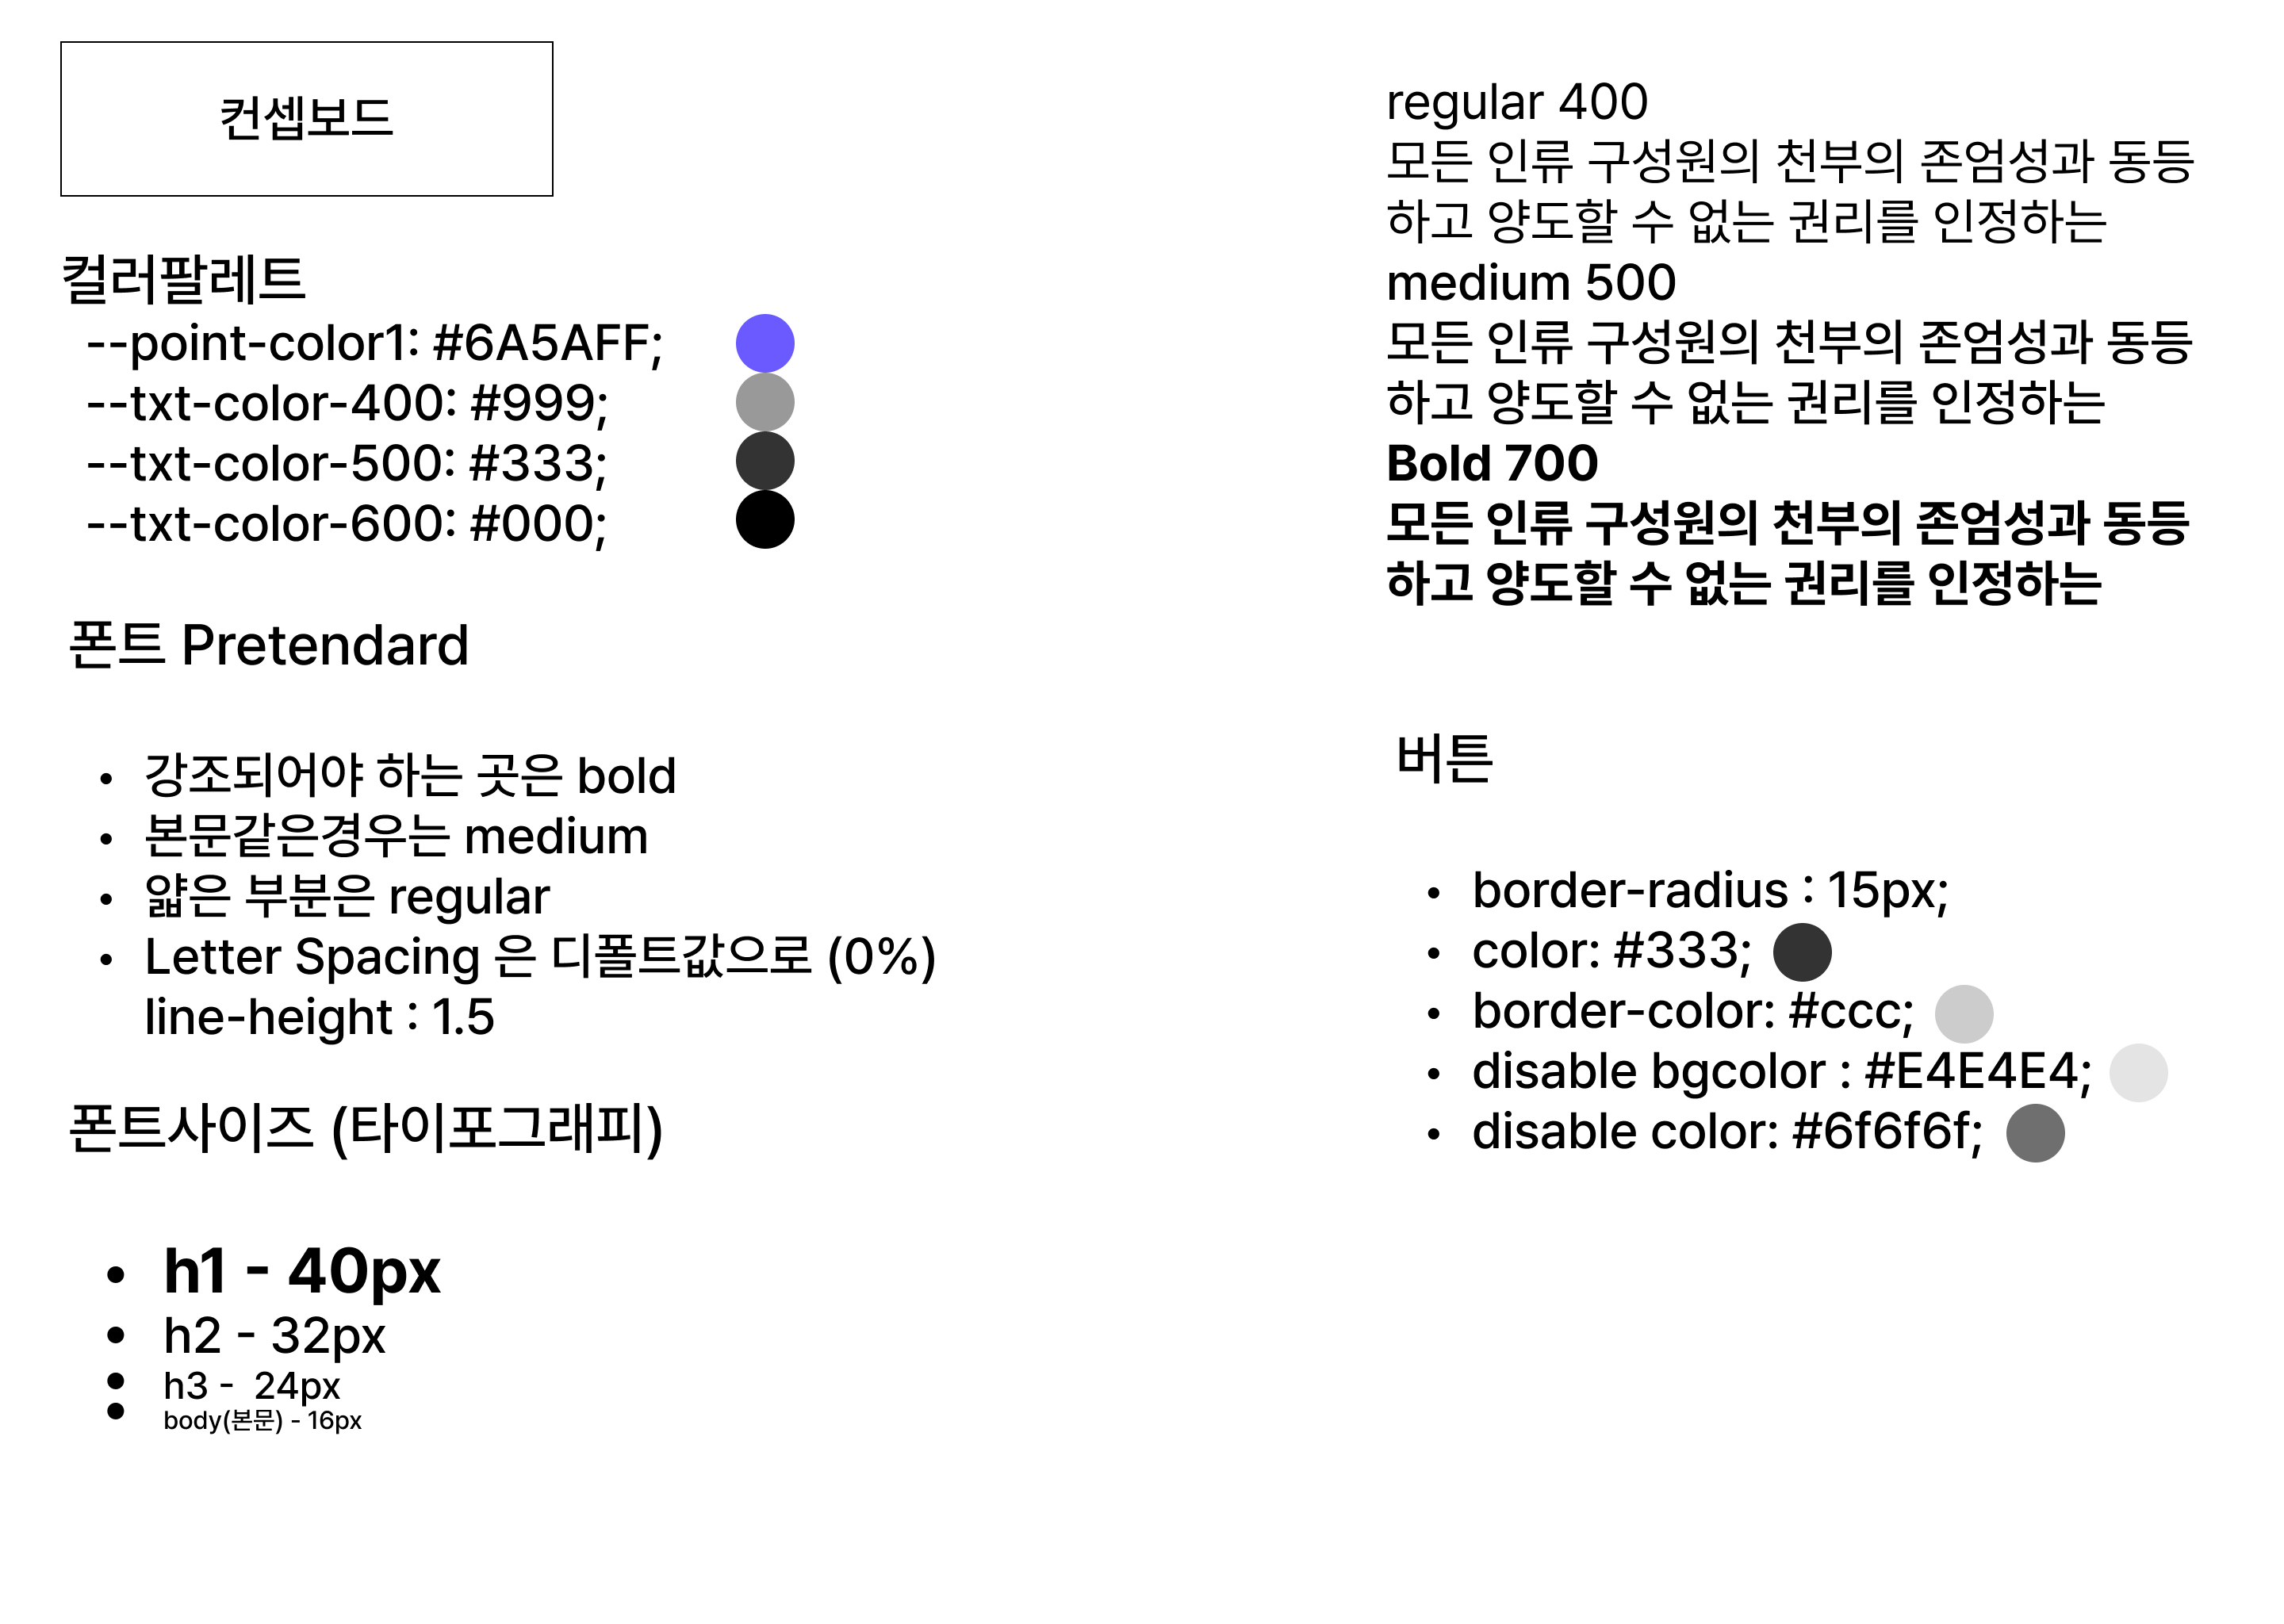 컨셉보드
컬러팔레트
--point-color1: #6A5AFF;
--txt-color-400: #999;
--txt-color-500: #333;
--txt-color-600: #000;
폰트 Pretendard
• 강조되어야 하는 곳은 bold
• 본문같은경우는 medium
• 얇은 부분은 regular
• Letter Spacing 은 디폴트값으로 (0%)
line-height : 1.5
폰트사이즈 (타이포그래피)
• h1 - 40px
• h2 - 32px
• h3 -  24px
• body(본문) - 16px
regular 400
모든 인류 구성원의 천부의 존엄성과 동등
하고 양도할 수 없는 권리를 인정하는
medium 500
모든 인류 구성원의 천부의 존엄성과 동등
하고 양도할 수 없는 권리를 인정하는
Bold 700
모든 인류 구성원의 천부의 존엄성과 동등
하고 양도할 수 없는 권리를 인정하는
버튼
• border-radius : 15px;
• color: #333;
• border-color: #ccc;
• disable bgcolor : #E4E4E4;
• disable color: #6f6f6f;